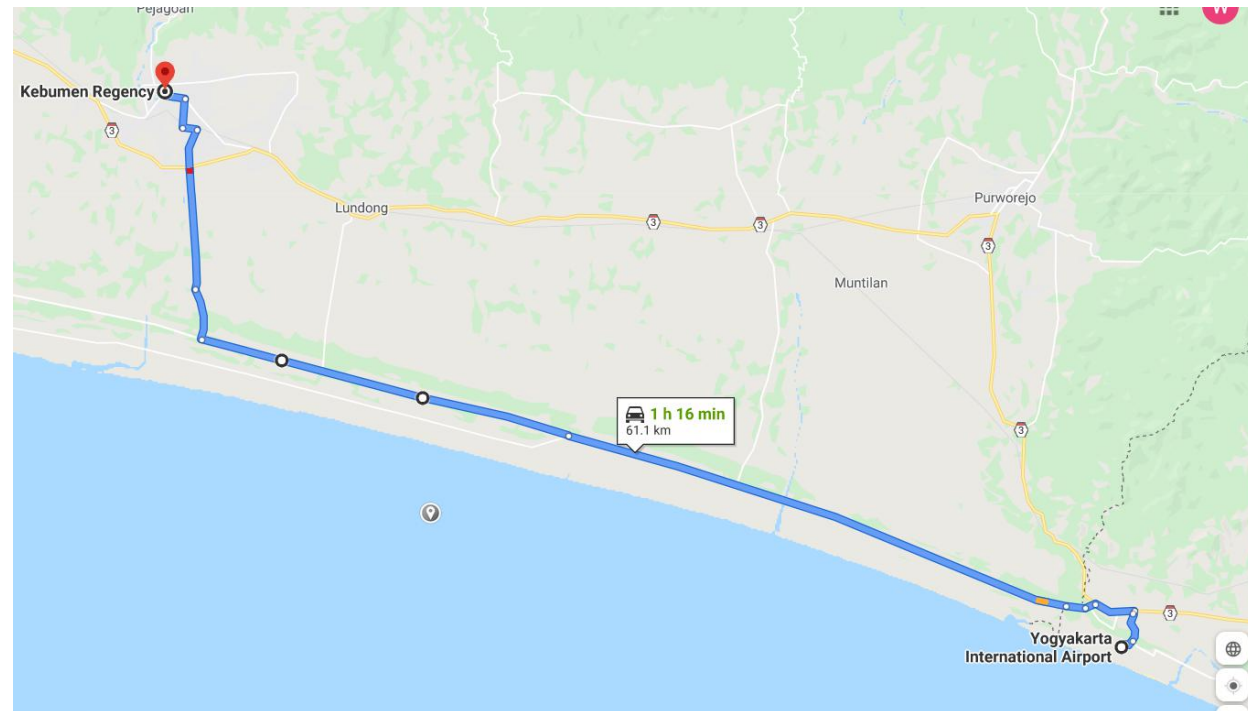 Pejagoan
W
Kebumen Regency
3
Lundong
3
3
Purworejo
3
Muntilan
1 h 16 min
61.1 km
3
3
Yogyakarta
International Airport